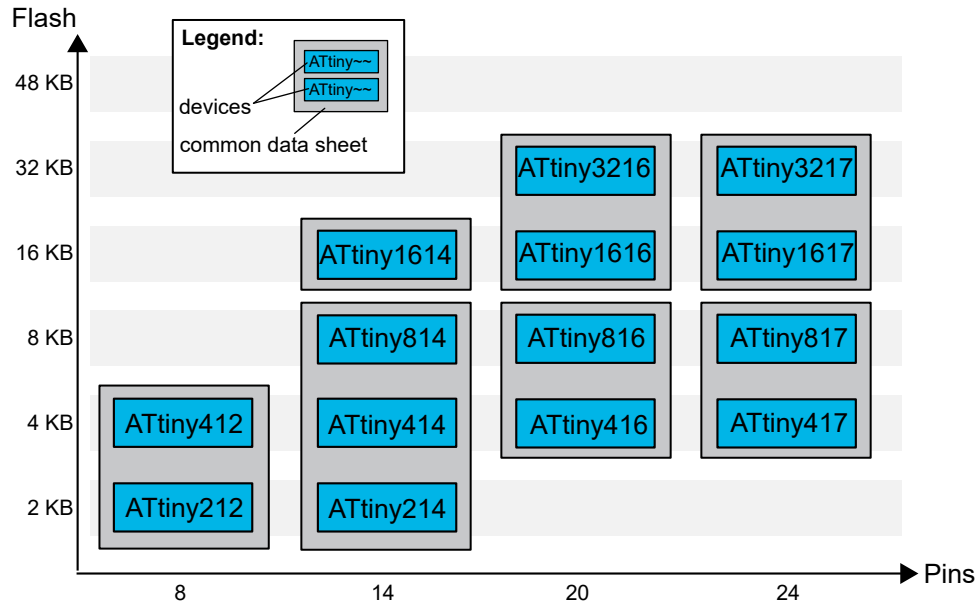 Flash
Legend:
ATtiny~~
ATtiny~~
devices
common data sheet
48 KB
32 KB
ATtiny3216
ATtiny3217
16 KB
ATtiny1614
ATtiny1616
ATtiny1617
8 KB
ATtiny814
ATtiny816
ATtiny817
4 KB
ATtiny412
ATtiny414
ATtiny416
ATtiny417
2 KB
ATtiny212
ATtiny214
8
14
20
24
Pins